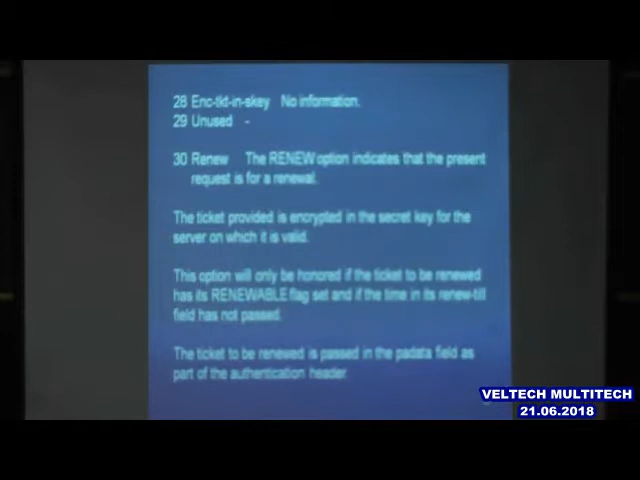 28 Enc-tkt-in-skey No information.
29 Unused -
30 Renew The RENEW option indicates that the present
request is for a renewal.
The ticket provided is encrypted in the secret key for the
server on which it is valid.
This option will only be honored if the ticket to be renewed
has its RENEWABLE flag set and if the time in its renew-till
field has not passed.
The ticket to be renewed is passed in the padata field as
part of the authentication header.
VELTECH MULTITECH
21.06.2018